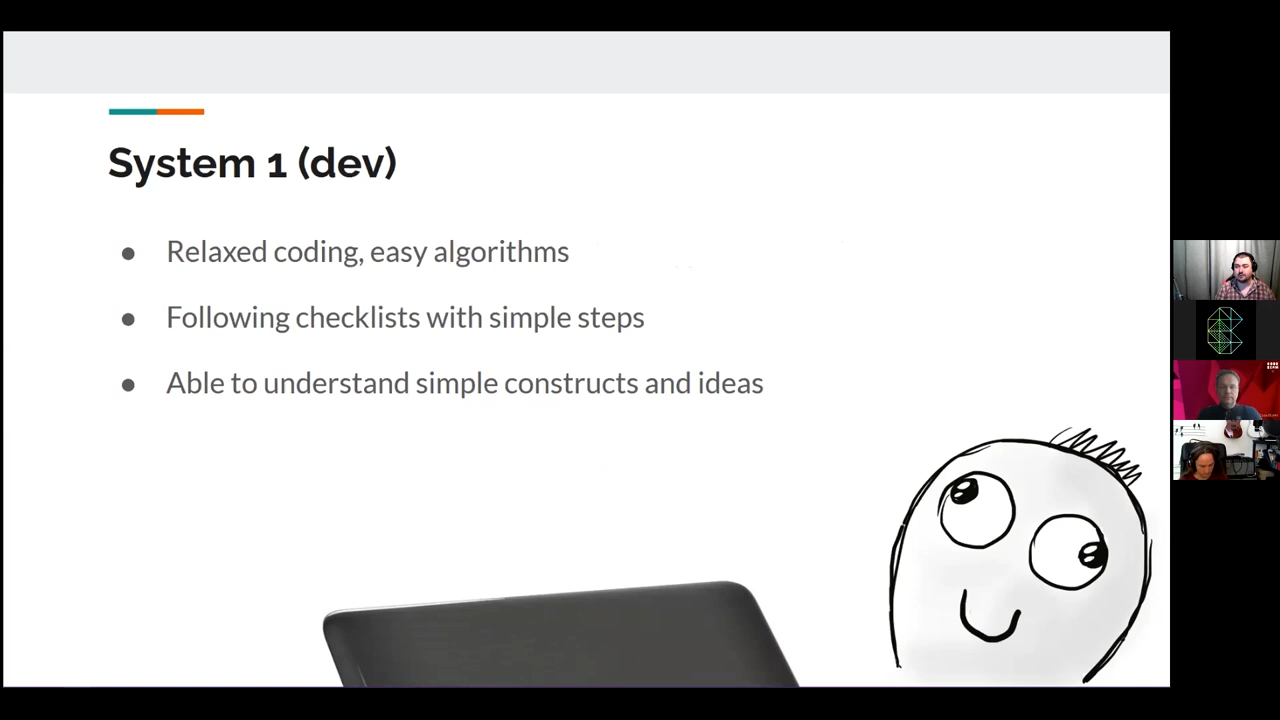 System 1 (dev)
● Relaxed coding, easy algorithms
● Following checklists with simple steps
● Able to understand simple constructs and ideas